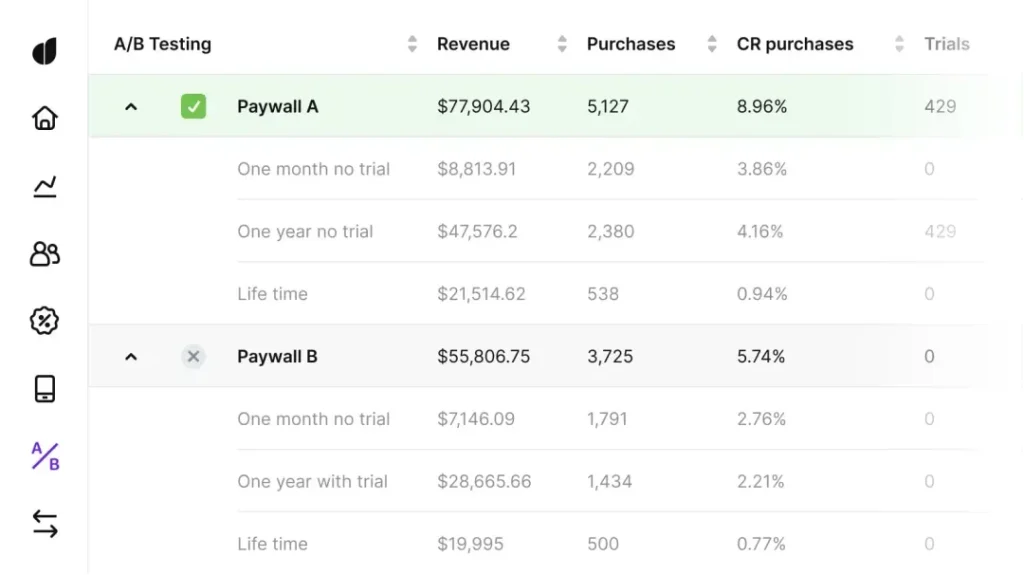 A/B Testing Revenue Purchases CR purchases Trials
Paywall A $77,904.43 5,127 8.96% 429
One month no trial $8,813.91 2,209 3.86% 0
One year no trial $47,576.2 2,380 4.16% 429
Life time $21,514.62 538 0.94% 0
Paywall B $55,806.75 3,725 5.74% 0
One month no trial $7,146.09 1,791 2.76% 0
A/B
One year with trial $28,665.66 1,434 2.21% 0
Life time $19,995 500 0.77% 0